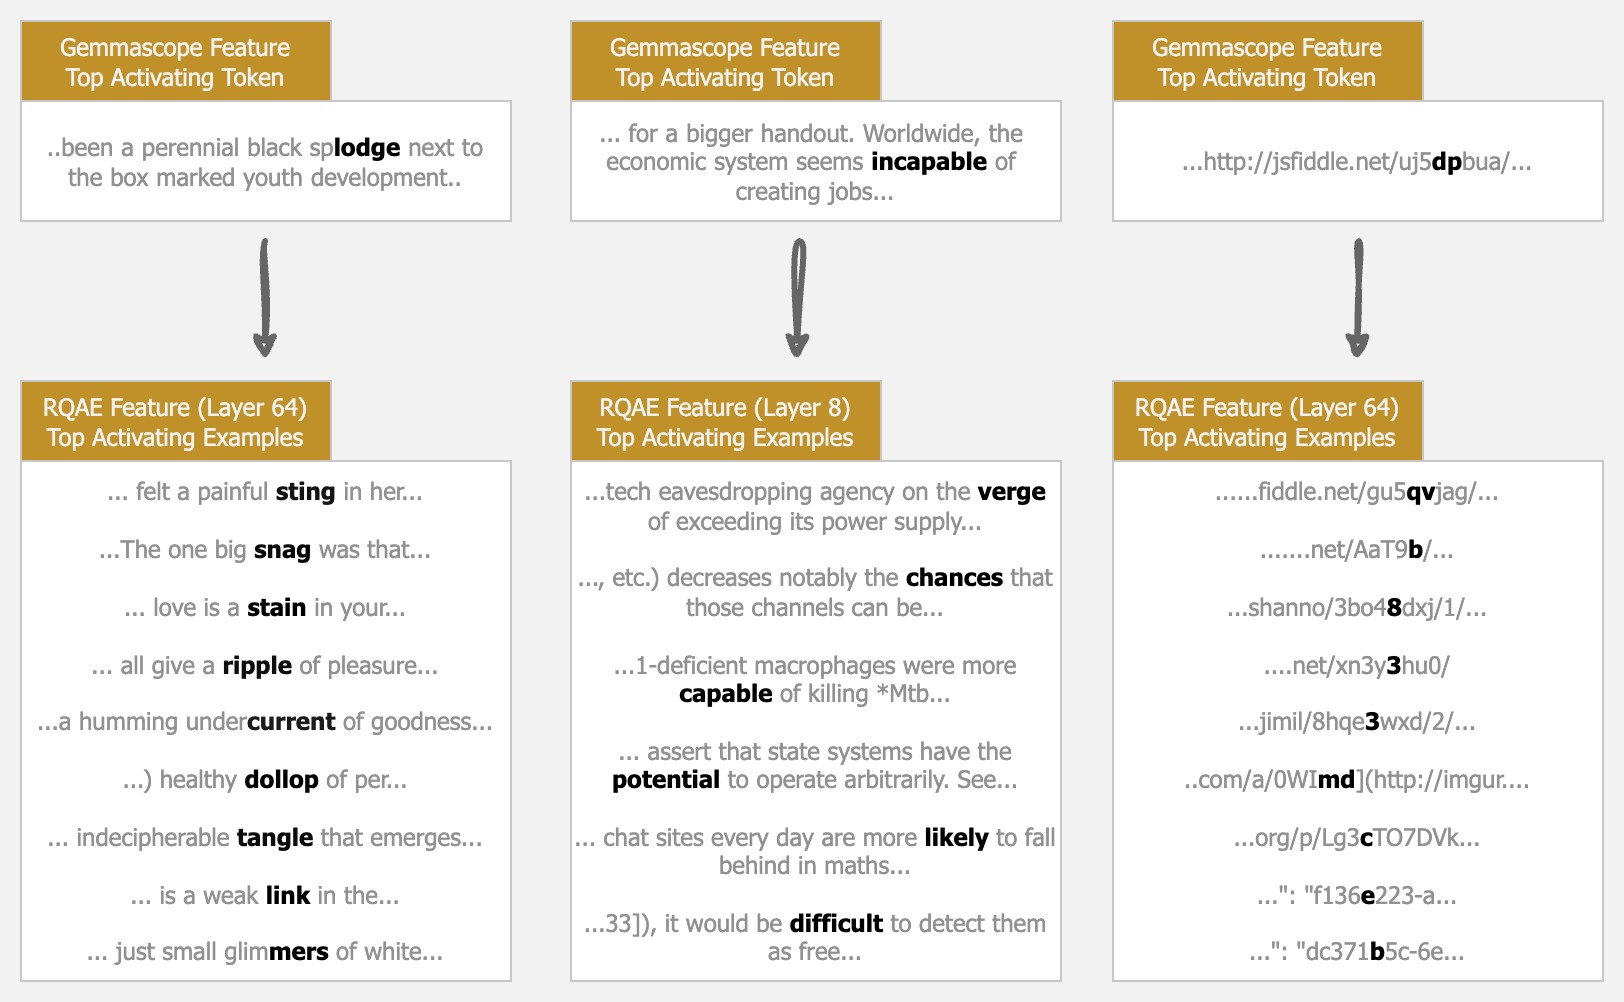 Gemmascope Feature
Top Activating Token
..been a perennial black splodge next to
the box marked youth development..
RQAE Feature (Layer 64)
Top Activating Examples
... felt a painful sting in her...
...The one big snag was that...
... love is a stain in your...
... all give a ripple of pleasure...
...a humming undercurrent of goodness...
...) healthy dollop of per...
... indecipherable tangle that emerges...
... is a weak link in the...
... just small glimmers of white...
Gemmascope Feature
Top Activating Token
... for a bigger handout. Worldwide, the
economic system seems incapable of
creating jobs...
RQAE Feature (Layer 8)
Top Activating Examples
...tech eavesdropping agency on the verge
of exceeding its power supply...
..., etc.) decreases notably the chances that
those channels can be...
...1-deficient macrophages were more
capable of killing *Mtb...
... assert that state systems have the
potential to operate arbitrarily. See...
... chat sites every day are more likely to fall
behind in maths...
...33]), it would be difficult to detect them
as free...
Gemmascope Feature
Top Activating Token
...http://jsfiddle.net/uj5dpbua/...
RQAE Feature (Layer 64)
Top Activating Examples
......fiddle.net/gu5qvjag/...
.......net/AaT9b/...
...shanno/3bo48dxj/1/...
....net/xn3y3hu0/
...jimil/8hqe3wxd/2/...
..com/a/0WImd](http://imgur....
...org/p/Lg3cTO7DVk...
...": "f136e223-a...
...": "dc371b5c-6e...